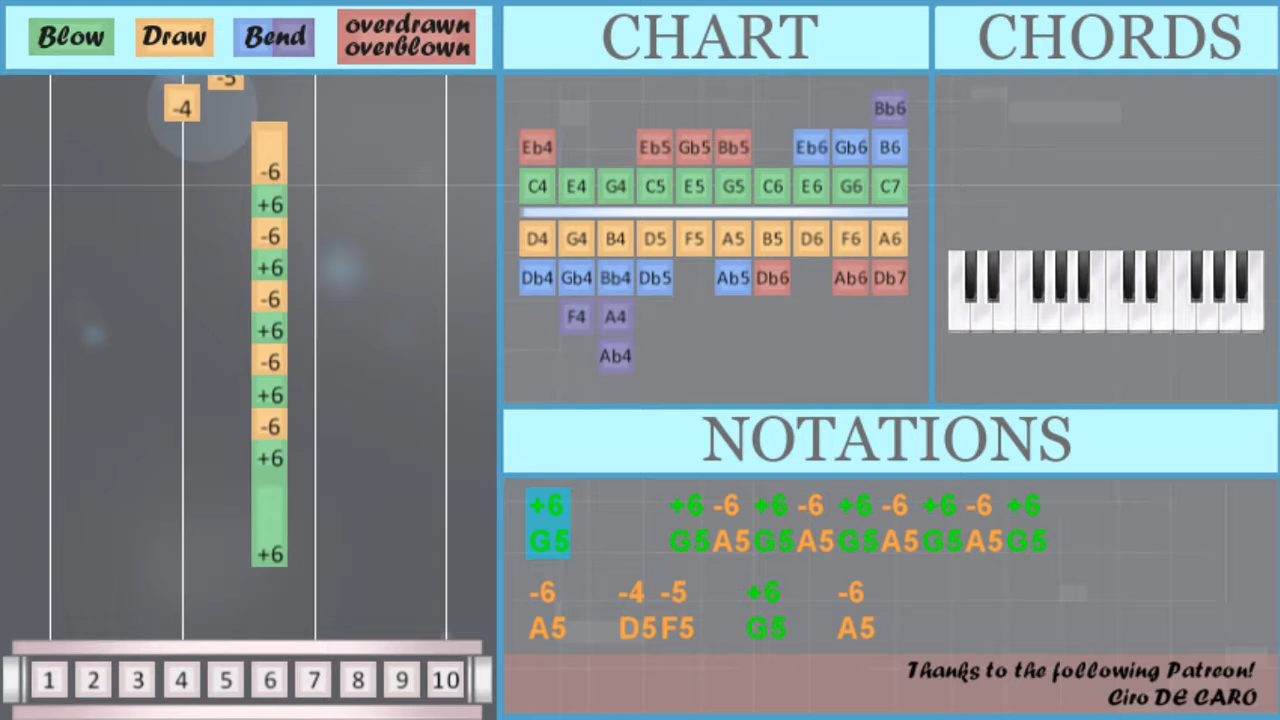 Blow Draw Bend overdrawn overblown
CHART
CHORDS
-5
-4
-6
+6
-6
+6
-6
+6
-6
+6
-6
+6
+6
1 2 3 4 5 6 7 8 9 10
Bb6
Eb4 Eb5 Gb5 Bb5 Eb6 Gb6 B6
C4 E4 G4 C5 E5 G5 C6 E6 G6 C7
D4 G4 B4 D5 F5 A5 B5 D6 F6 A6
Db4 Gb4 Bb4 Db5 Ab5 Db6 Ab6 Db7
F4 A4
Ab4
NOTATIONS
+6 +6 -6 +6 -6 +6 -6 +6 -6 +6
G5 G5 A5 G5 A5 G5 A5 G5 A5 G5
-6 -4 -5 +6 -6
A5 D5 F5 G5 A5
Thanks to the following Patreon!
Ciro DE CARO